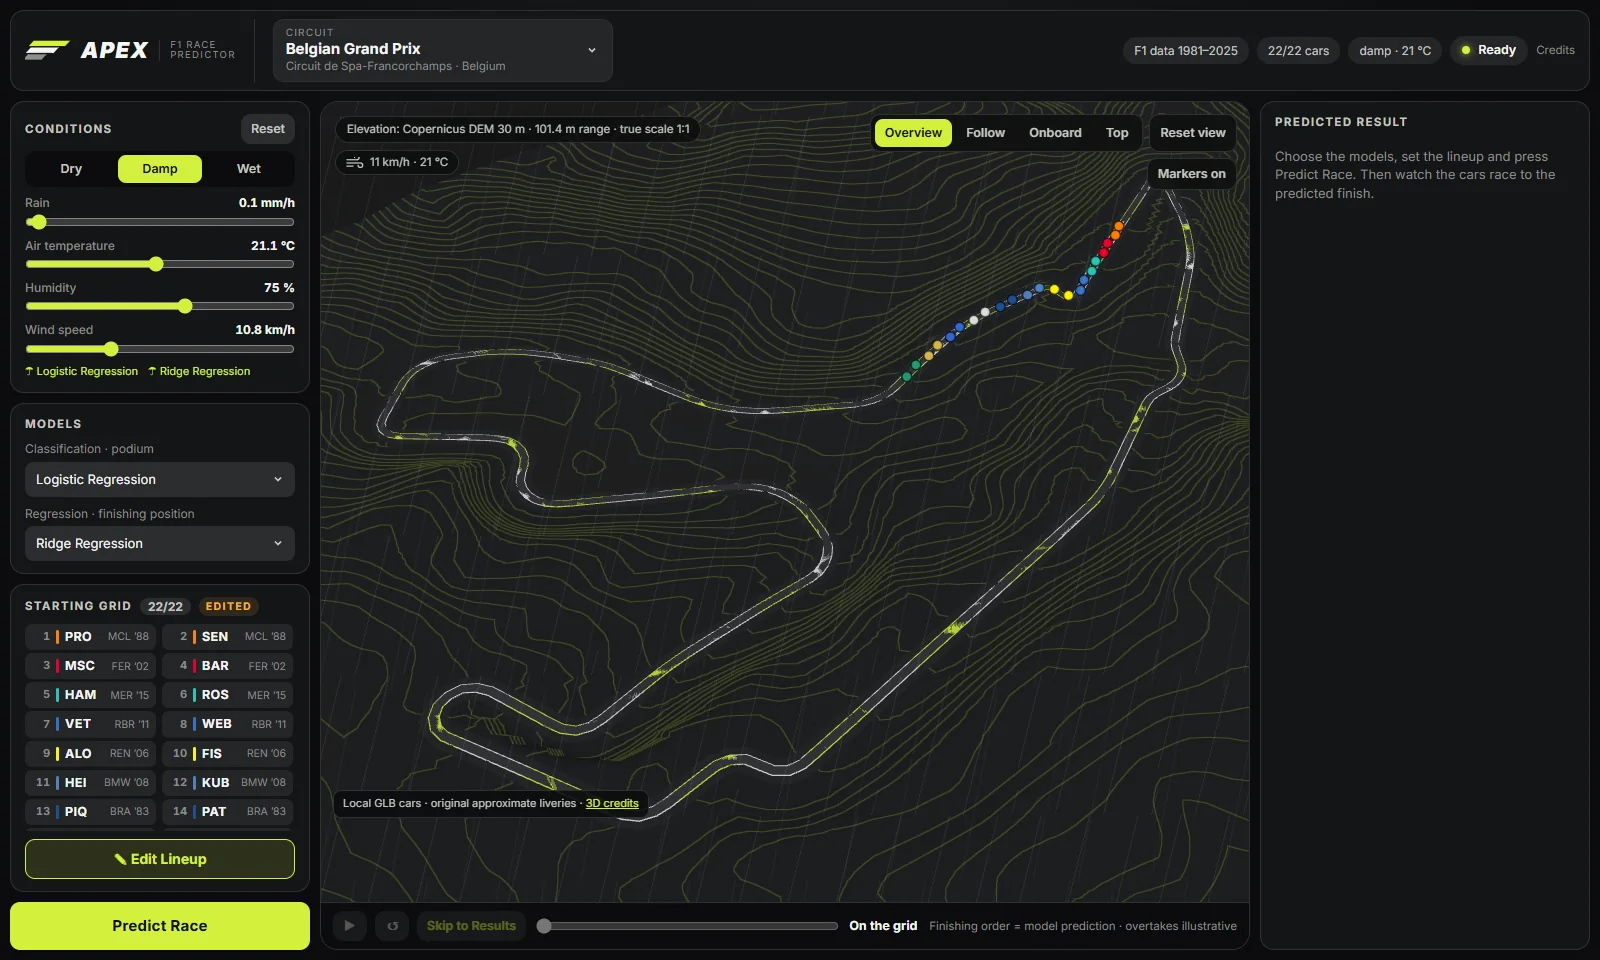 APEX
F1 RACE
PREDICTOR
CIRCUIT
Belgian Grand Prix
Circuit de Spa-Francorchamps · Belgium
F1 data 1981–2025
22/22 cars
damp · 21 °C
Ready
Credits
CONDITIONS
Reset
Dry
Damp
Wet
Rain
0.1 mm/h
Air temperature
21.1 °C
Humidity
75 %
Wind speed
10.8 km/h
Logistic Regression
Ridge Regression
MODELS
Classification · podium
Logistic Regression
Regression · finishing position
Ridge Regression
STARTING GRID 22/22 EDITED
1 PRO MCL '88
2 SEN MCL '88
3 MSC FER '02
4 BAR FER '02
5 HAM MER '15
6 ROS MER '15
7 VET RBR '11
8 WEB RBR '11
9 ALO REN '06
10 FIS REN '06
11 HEI BMW '08
12 KUB BMW '08
13 PIQ BRA '83
14 PAT BRA '83
Edit Lineup
Predict Race
Elevation: Copernicus DEM 30 m · 101.4 m range · true scale 1:1
11 km/h · 21 °C
Overview
Follow
Onboard
Top
Reset view
Markers on
Local GLB cars · original approximate liveries · 3D credits
Skip to Results
On the grid
Finishing order = model prediction · overtakes illustrative
PREDICTED RESULT
Choose the models, set the lineup and press
Predict Race. Then watch the cars race to the
predicted finish.